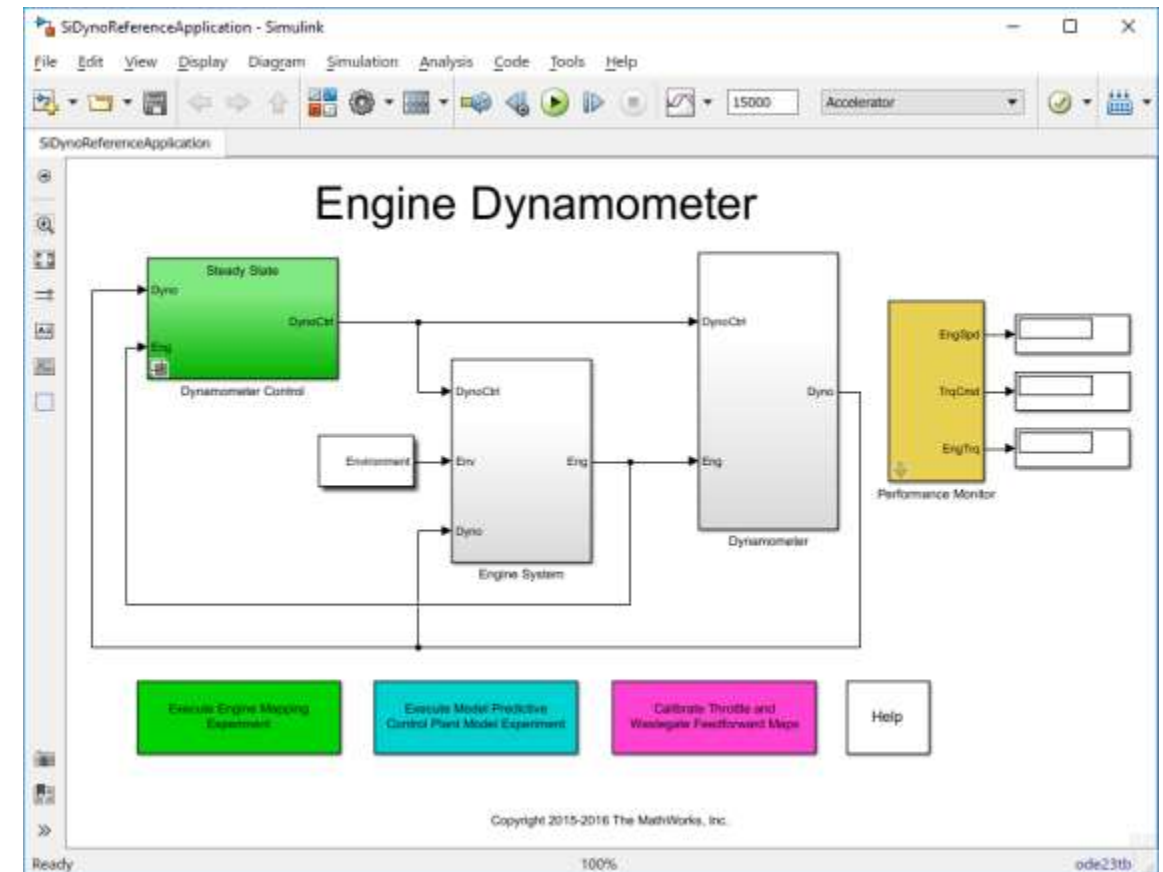 SiDynoReferenceApplication - Simulink
File Edit View Display Diagram Simulation Analysis Code Tools Help
15000 Accelerator
SiDynoReferenceApplication
Engine Dynamometer
Steady State
Dyno
DynoCtrl
Eng
Dynamometer Control
DynoCtrl
Environment
Env
Eng
Dyno
Engine System
DynoCtrl
Dyno
Eng
Dynamometer
EngSpd
TrqCmd
EngTrq
Performance Monitor
Execute Engine Mapping
Experiment
Execute Model Predictive
Control Plant Model Experiment
Calibrate Throttle and
Wastegate Feedforward Maps
Help
Copyright 2015-2016 The MathWorks, Inc.
Ready 100% ode23tb